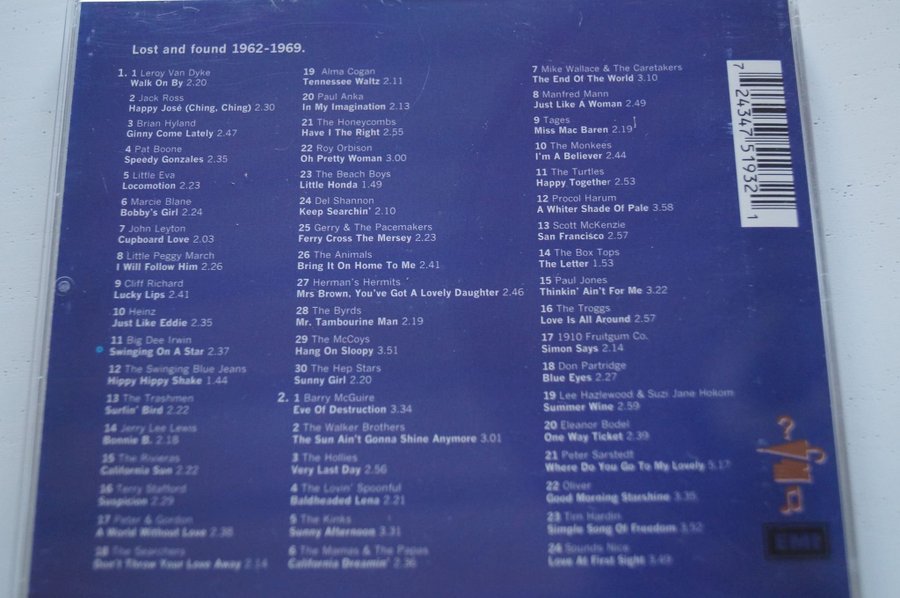 Lost and found 1962-1969.
1. 1 Leroy Van Dyke
Walk On By 2.20
2 Jack Ross
Happy José (Ching, Ching) 2.30
3 Brian Hyland
Ginny Come Lately 2.47
4 Pat Boone
Speedy Gonzales 2.35
5 Little Eva
Locomotion 2.23
6 Marcie Blane
Bobby's Girl 2.24
7 John Leyton
Cupboard Love 2.03
8 Little Peggy March
I Will Follow Him 2.26
9 Cliff Richard
Lucky Lips 2.41
10 Heinz
Just Like Eddie 2.35
11 Big Dee Irwin
Swinging On A Star 2.37
12 The Swinging Blue Jeans
Hippy Hippy Shake 1.44
13 The Trashmen
Surfin' Bird 2.22
14 Jerry Lee Lewis
Bonnie B. 2.18
15 The Rivieras
California Sun 2.22
16 Terry Stafford
Suspicion 2.29
17 Peter & Gordon
A World Without Love 2.38
18 The Searchers
Don't Throw Your Love Away 2.14
19 Alma Cogan
Tennessee Waltz 2.11
20 Paul Anka
In My Imagination 2.13
21 The Honeycombs
Have I The Right 2.55
22 Roy Orbison
Oh Pretty Woman 3.00
23 The Beach Boys
Little Honda 1.49
24 Del Shannon
Keep Searchin' 2.10
25 Gerry & The Pacemakers
Ferry Cross The Mersey 2.23
26 The Animals
Bring It On Home To Me 2.41
27 Herman's Hermits
Mrs Brown, You've Got A Lovely Daughter 2.46
28 The Byrds
Mr. Tambourine Man 2.19
29 The McCoys
Hang On Sloopy 3.51
30 The Hep Stars
Sunny Girl 2.20
2. 1 Barry McGuire
Eve Of Destruction 3.34
2 The Walker Brothers
The Sun Ain't Gonna Shine Anymore 3.01
3 The Hollies
Very Last Day 2.56
4 The Lovin' Spoonful
Baldheaded Lena 2.21
5 The Kinks
Sunny Afternoon 3.31
6 The Mamas & The Papas
California Dreamin' 2.36
7 Mike Wallace & The Caretakers
The End Of The World 3.10
8 Manfred Mann
Just Like A Woman 2.49
9 Tages
Miss Mac Baren 2.19
10 The Monkees
I'm A Believer 2.44
11 The Turtles
Happy Together 2.53
12 Procol Harum
A Whiter Shade Of Pale 3.58
13 Scott McKenzie
San Francisco 2.57
14 The Box Tops
The Letter 1.53
15 Paul Jones
Thinkin' Ain't For Me 3.22
16 The Troggs
Love Is All Around 2.57
17 1910 Fruitgum Co.
Simon Says 2.14
18 Don Partridge
Blue Eyes 2.27
19 Lee Hazlewood & Suzi Jane Hokom
Summer Wine 2.59
20 Eleanor Bodel
One Way Ticket 2.39
21 Peter Sarstedt
Where Do You Go To My Lovely 5.17
22 Oliver
Good Morning Starshine 3.35
23 Tim Hardin
Simple Song Of Freedom 3.52
24 Sounds Nice
Love At First Sight 3.49
7 24347 51932 1
?
EMI